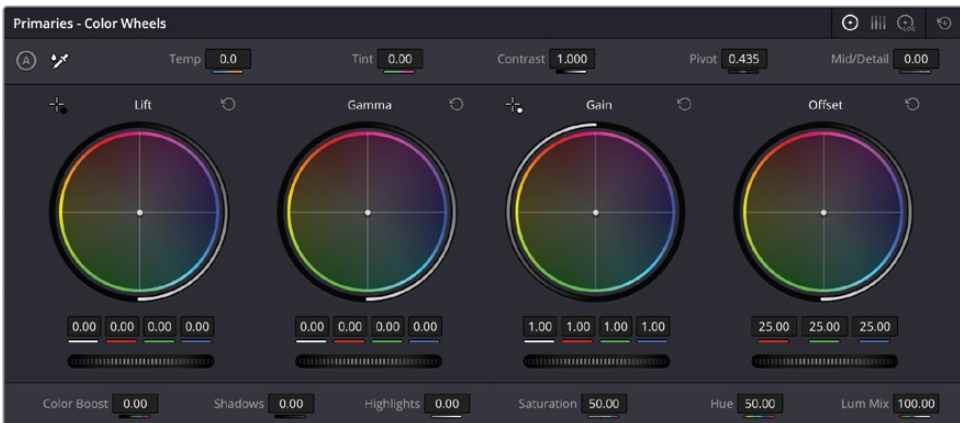 Primaries - Color Wheels
LOG
A
Temp 0.0 Tint 0.00 Contrast 1.000 Pivot 0.435 Mid/Detail 0.00
Lift Gamma Gain Offset
0.00 0.00 0.00 0.00 0.00 0.00 0.00 0.00 1.00 1.00 1.00 1.00 25.00 25.00 25.00
Color Boost 0.00 Shadows 0.00 Highlights 0.00 Saturation 50.00 Hue 50.00 Lum Mix 100.00